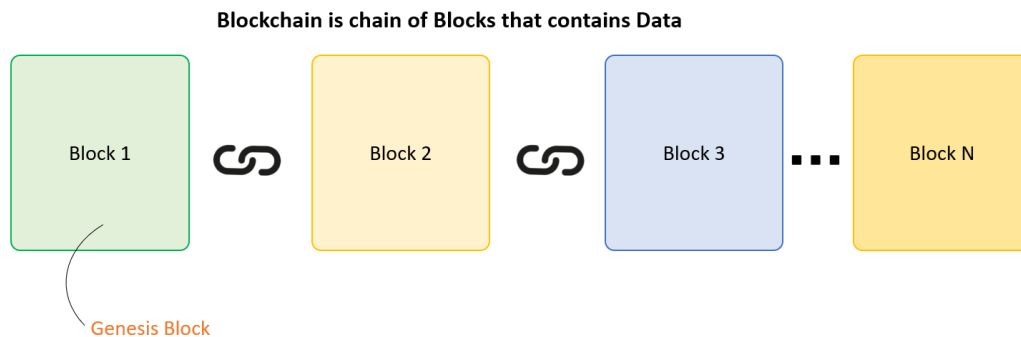 Blockchain is chain of Blocks that contains Data
Block 1
Block 2
Block 3
Block N
Genesis Block